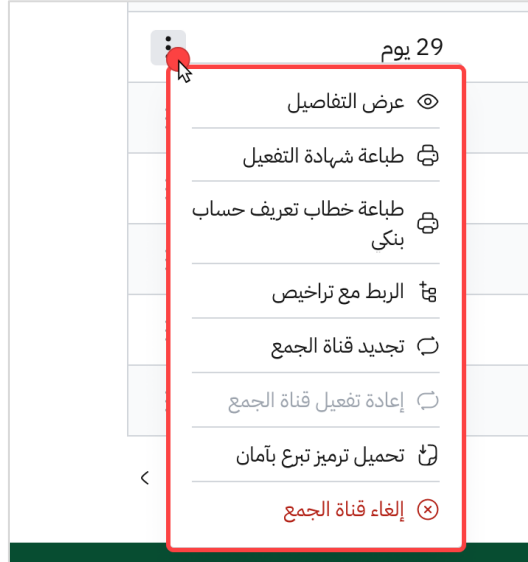 29 يوم
عرض التفاصيل
طباعة شهادة التفعيل
طباعة خطاب تعريف حساب
بنكى
الربط مع تراخيص
تجديد قناة الجمع
إعادة تفعيل قناة الجمع
تحميل ترميز تبرع بآمان
إلغاء قناة الجمع